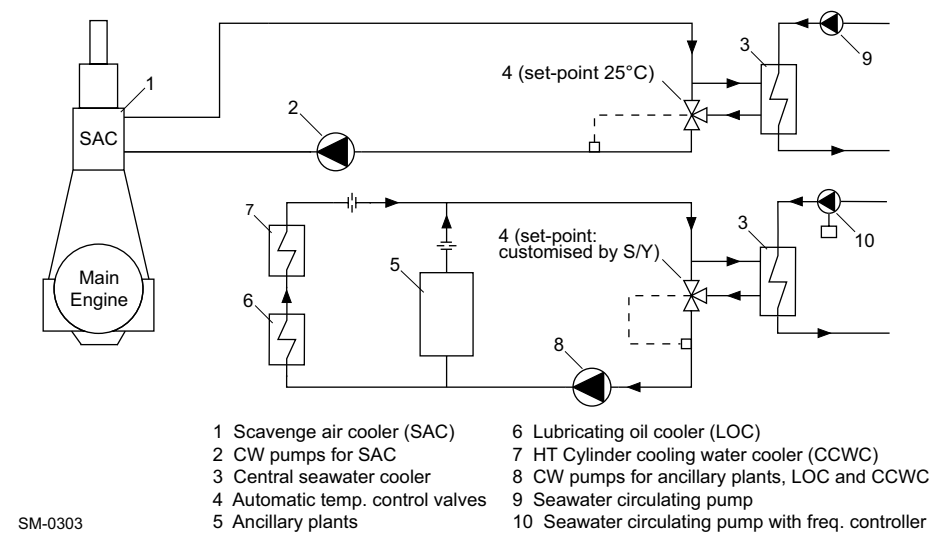 1
SAC
Main
Engine
2
4 (set-point 25°C)
3
9
7
6
5
4 (set-point:
customised by S/Y)
8
3
10
1 Scavenge air cooler (SAC)
2 CW pumps for SAC
3 Central seawater cooler
4 Automatic temp. control valves
5 Ancillary plants
6 Lubricating oil cooler (LOC)
7 HT Cylinder cooling water cooler (CCWC)
8 CW pumps for ancillary plants, LOC and CCWC
9 Seawater circulating pump
10 Seawater circulating pump with freq. controller
SM-0303